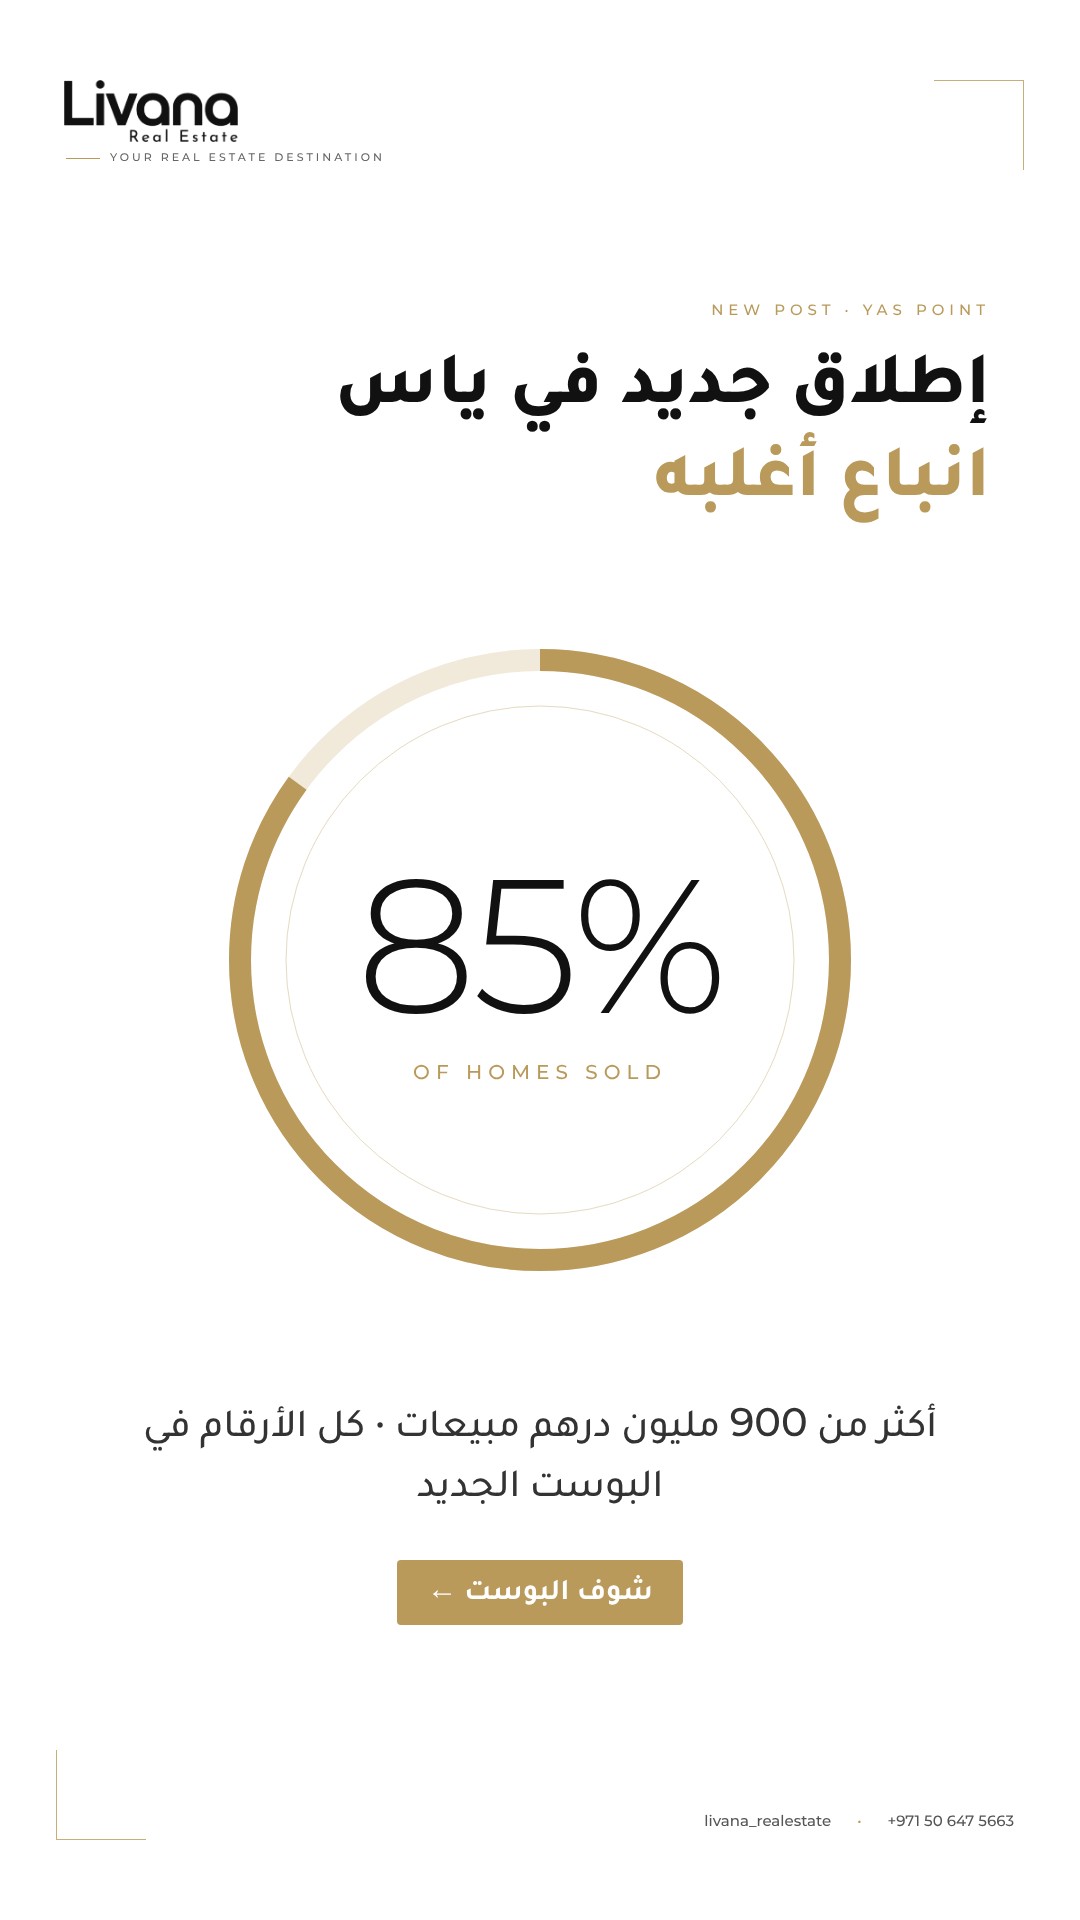 Livana
Real Estate
YOUR REAL ESTATE DESTINATION
NEW POST · YAS POINT
إطلاق جديد في ياس
انباع أغلبه
85%
OF HOMES SOLD
أكثر من 900 مليون درهم مبيعات · كل الأرقام في
البوست الجديد
شوف البوست ←
livana_realestate · +971 50 647 5663